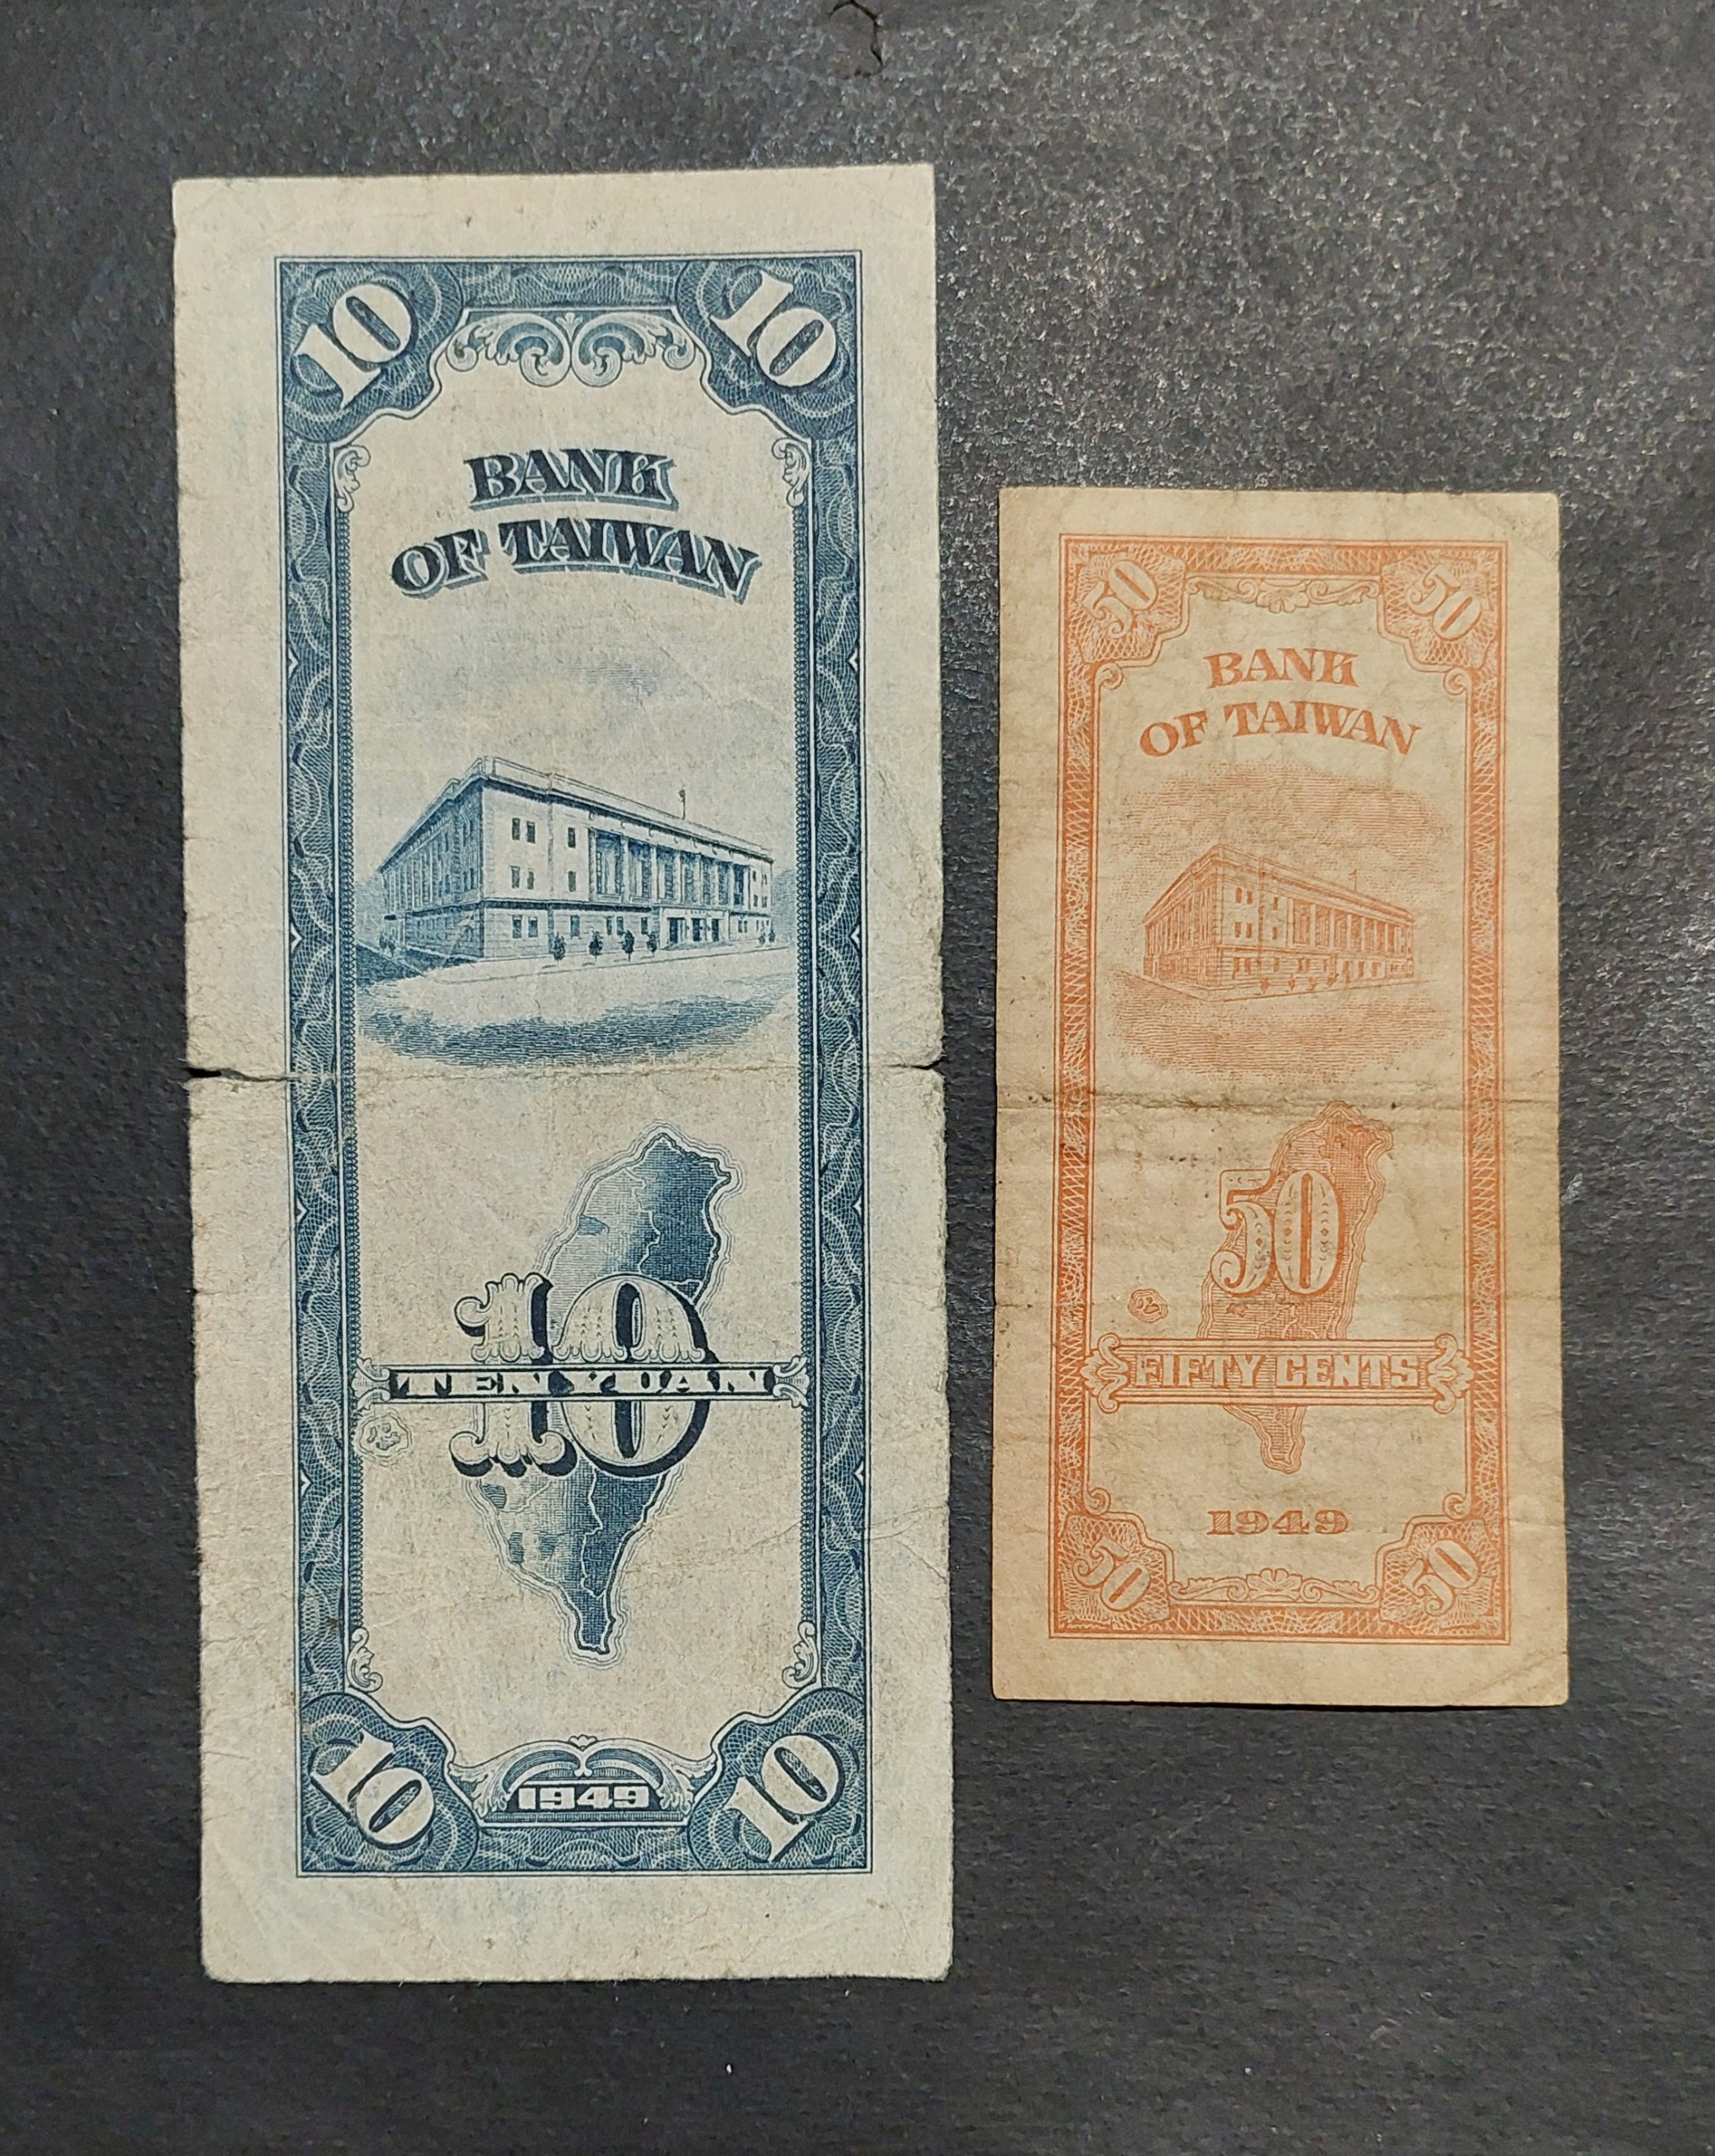 10 10
BANK
OF TAIWAN
10
TEN YUAN
1949
10 10
50 50
BANK
OF TAIWAN
50
FIFTY CENTS
1949
50 50